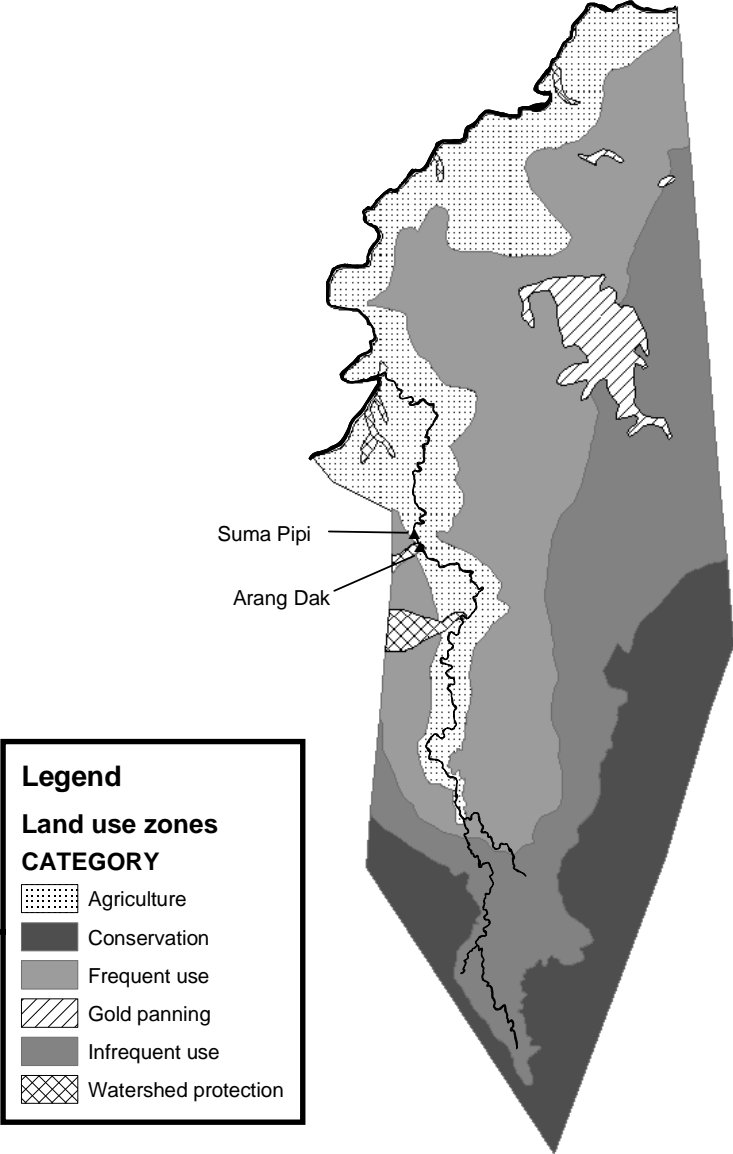 Suma Pipi
Arang Dak
Legend
Land use zones
CATEGORY
Agriculture
Conservation
Frequent use
Gold panning
Infrequent use
Watershed protection